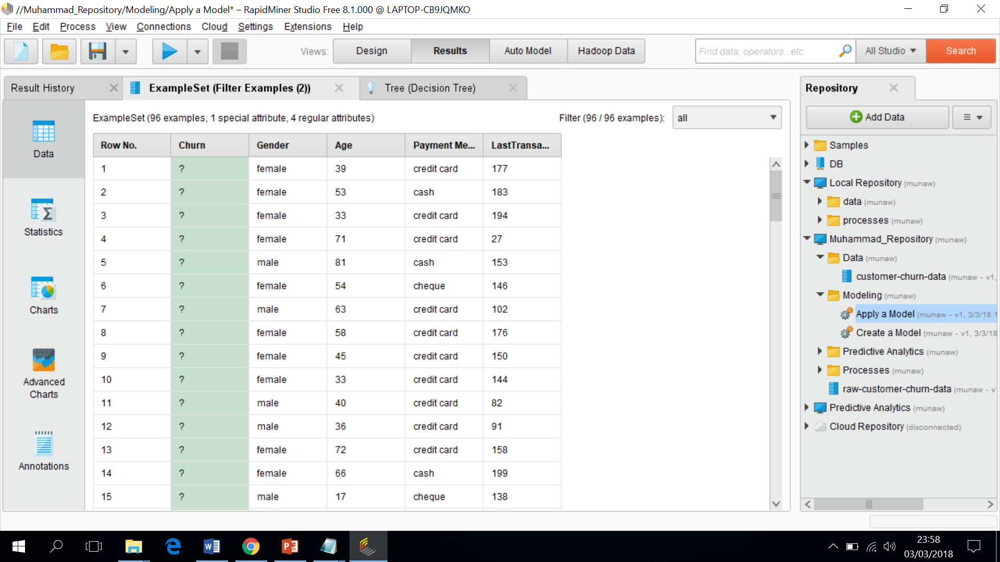 //Muhammad_Repository/Modeling/Apply a Model* – RapidMiner Studio Free 8.1.000 @ LAPTOP-CB9JQMKO
File Edit Process View Connections Cloud Settings Extensions Help
Views: Design Results Auto Model Hadoop Data Find data, operators...etc All Studio Search
Result History ExampleSet (Filter Examples (2)) Tree (Decision Tree)
Data
Statistics
Charts
Advanced
Charts
Annotations
ExampleSet (96 examples, 1 special attribute, 4 regular attributes) Filter (96 / 96 examples): all
Row No. Churn Gender Age Payment Me... LastTransa...
1 ? female 39 credit card 177
2 ? female 53 cash 183
3 ? female 33 credit card 194
4 ? female 71 credit card 27
5 ? male 81 cash 153
6 ? female 54 cheque 146
7 ? male 63 credit card 102
8 ? female 58 credit card 176
9 ? female 45 credit card 150
10 ? female 33 credit card 144
11 ? male 40 credit card 82
12 ? male 36 credit card 91
13 ? female 72 credit card 158
14 ? female 66 cash 199
15 ? male 17 cheque 138
Repository
Add Data
Samples
DB
Local Repository (munaw)
data (munaw)
processes (munaw)
Muhammad_Repository (munaw)
Data (munaw)
customer-churn-data (munaw - v1,
Modeling (munaw)
Apply a Model (munaw - v1, 3/3/18 1
Create a Model (munaw - v1, 3/3/18
Predictive Analytics (munaw)
Processes (munaw)
raw-customer-churn-data (munaw - v
Predictive Analytics (munaw)
Cloud Repository (disconnected)
23:58
03/03/2018